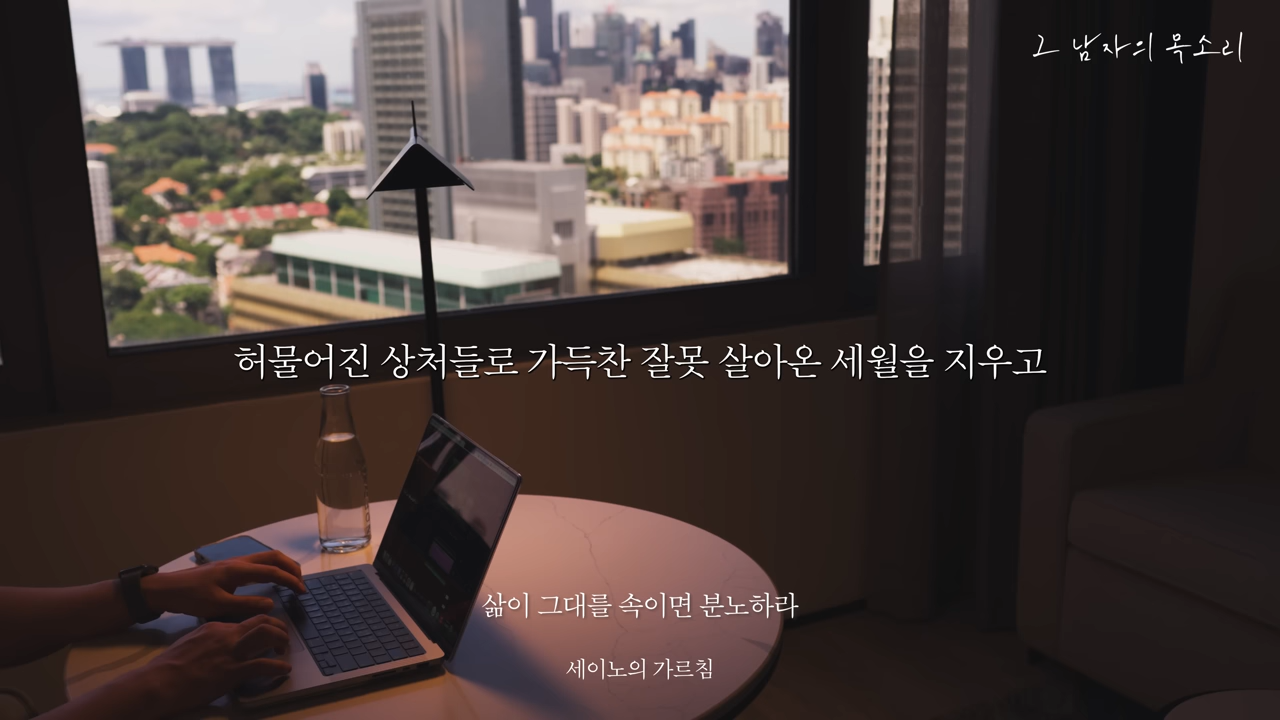 그 남자의 목소리
허물어진 상처들로 가득찬 잘못 살아온 세월을 지우고
삶이 그대를 속이면 분노하라
세이노의 가르침